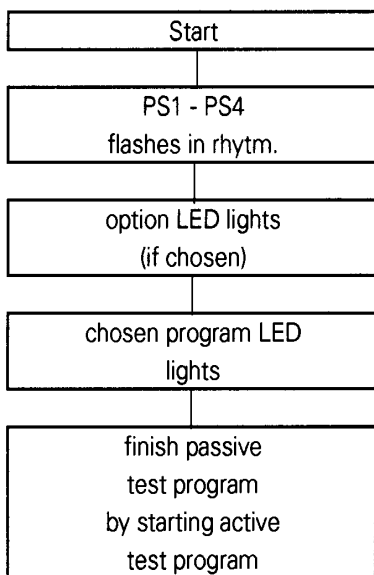 Start
PS1 - PS4
flashes in rhytm.
option LED lights
(if chosen)
chosen program LED
lights
finish passive
test program
by starting active
test program